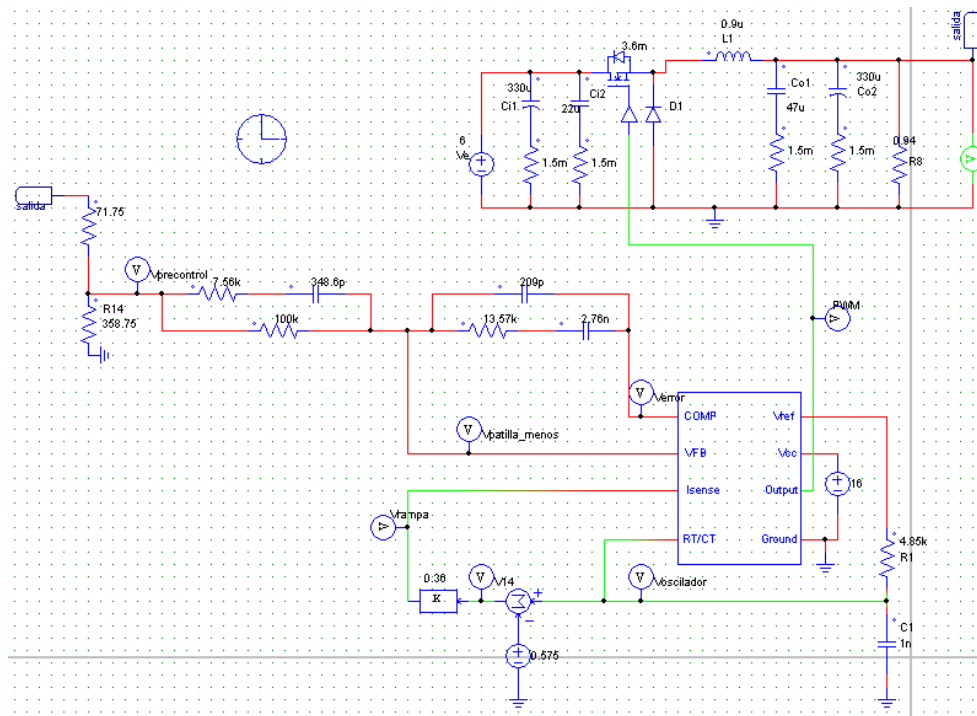 salida
0.9u
L1
3.6m
330u
Ci1
Ci2
22u
D1
Co1
47u
330u
Co2
6
Ve
1.5m
1.5m
1.5m
1.5m
0.94
R8
salida
71.75
Vprecontrol
7.56k
348.6p
209p
R14
358.75
100k
13.57k
2.76n
PWM
V
V
V
V
V
V
V
V
Verror
COMP
Vref
Vpatilla_menos
VFB
Vcc
Isense
Output
16
Vrampa
RT/CT
Ground
4.85k
R1
0.36
K
V14
Voscilador
C1
1n
0.575